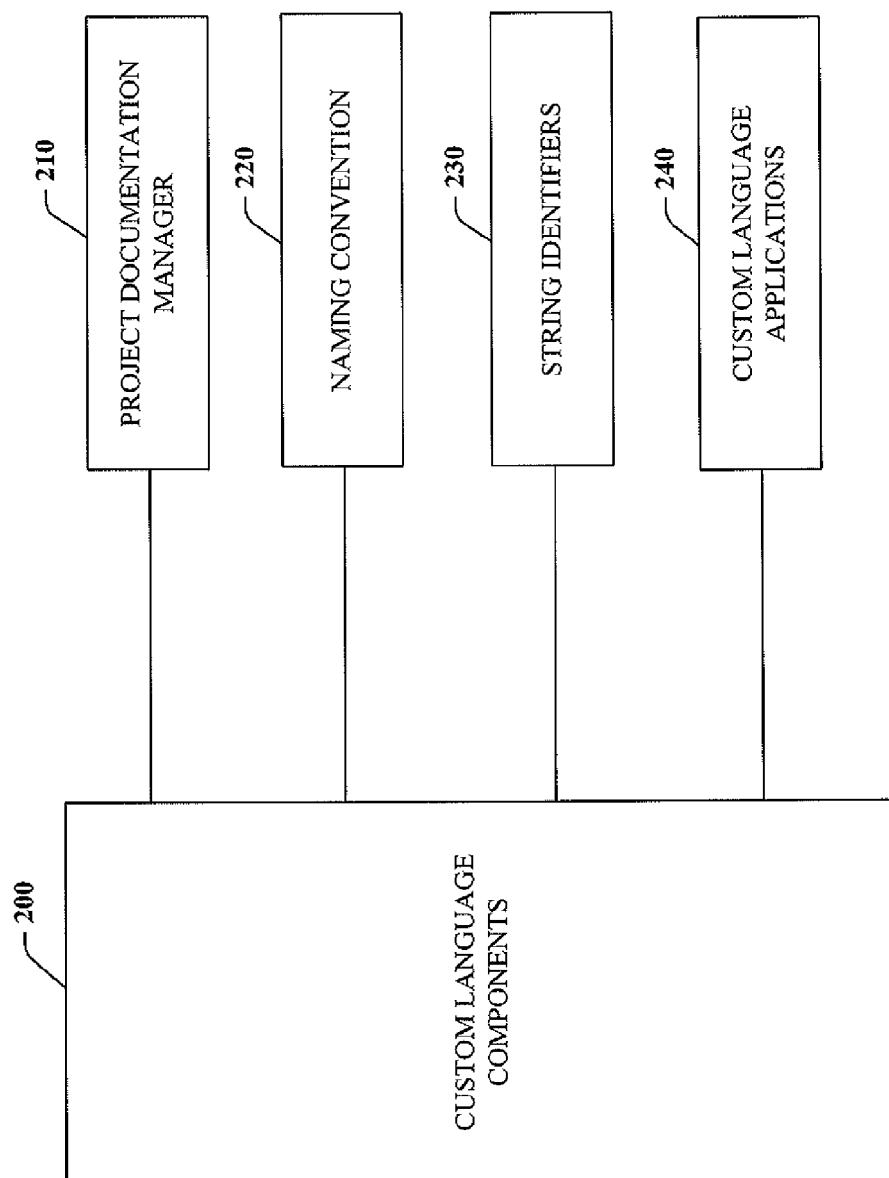 200
CUSTOM LANGUAGE
COMPONENTS
210
PROJECT DOCUMENTATION
MANAGER
220
NAMING CONVENTION
230
STRING IDENTIFIERS
240
CUSTOM LANGUAGE
APPLICATIONS